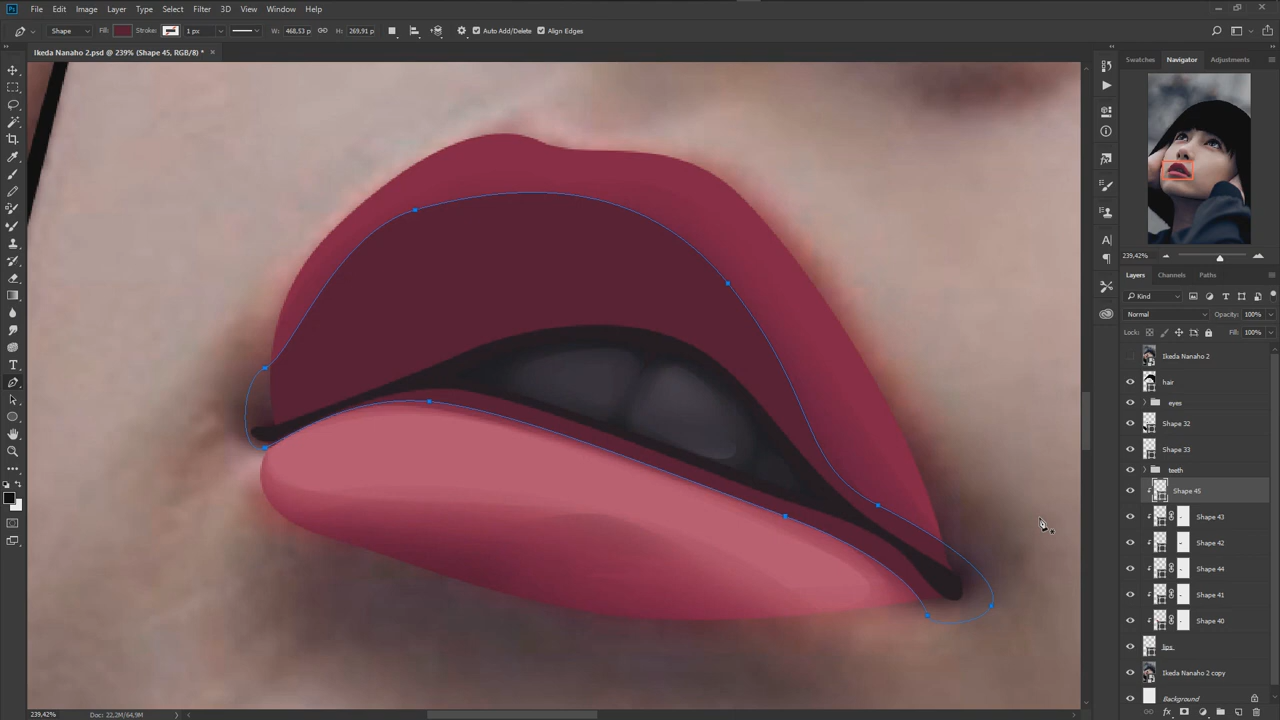 Ps File Edit Image Layer Type Select Filter 3D View Window Help
Shape Fill: Stroke: 1 px W: 468,53 p H: 269,91 p Auto Add/Delete Align Edges
Ikeda Nanaho 2.psd @ 239% (Shape 45, RGB/8) * ×
Swatches Navigator Adjustments
239,42%
Layers Channels Paths
Kind
Normal Opacity: 100%
Lock: Fill: 100%
Ikeda Nanaho 2
hair
eyes
Shape 32
Shape 33
teeth
Shape 45
Shape 43
Shape 42
Shape 44
Shape 41
Shape 40
lips
Ikeda Nanaho 2 copy
Background
239,42% Doc: 22,2M/64,9M